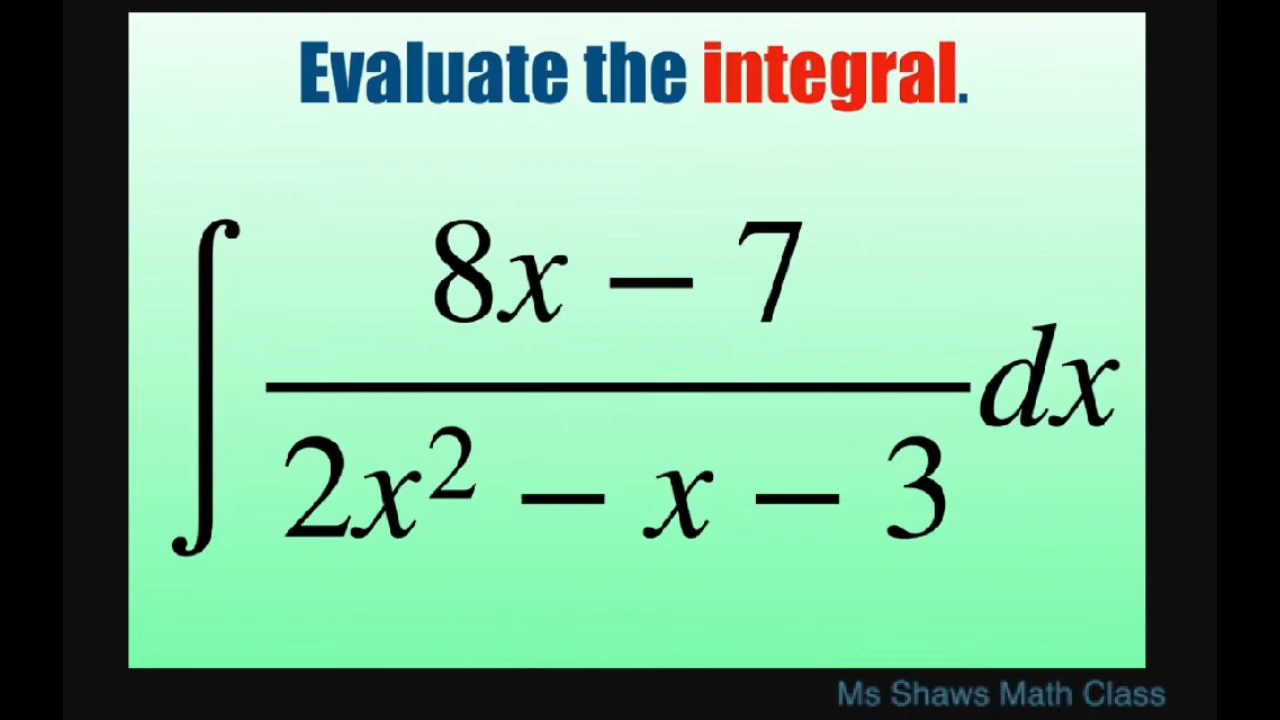 Evaluate the integral.
∫ (8x − 7)/(2x² − x − 3) dx
Ms Shaws Math Class